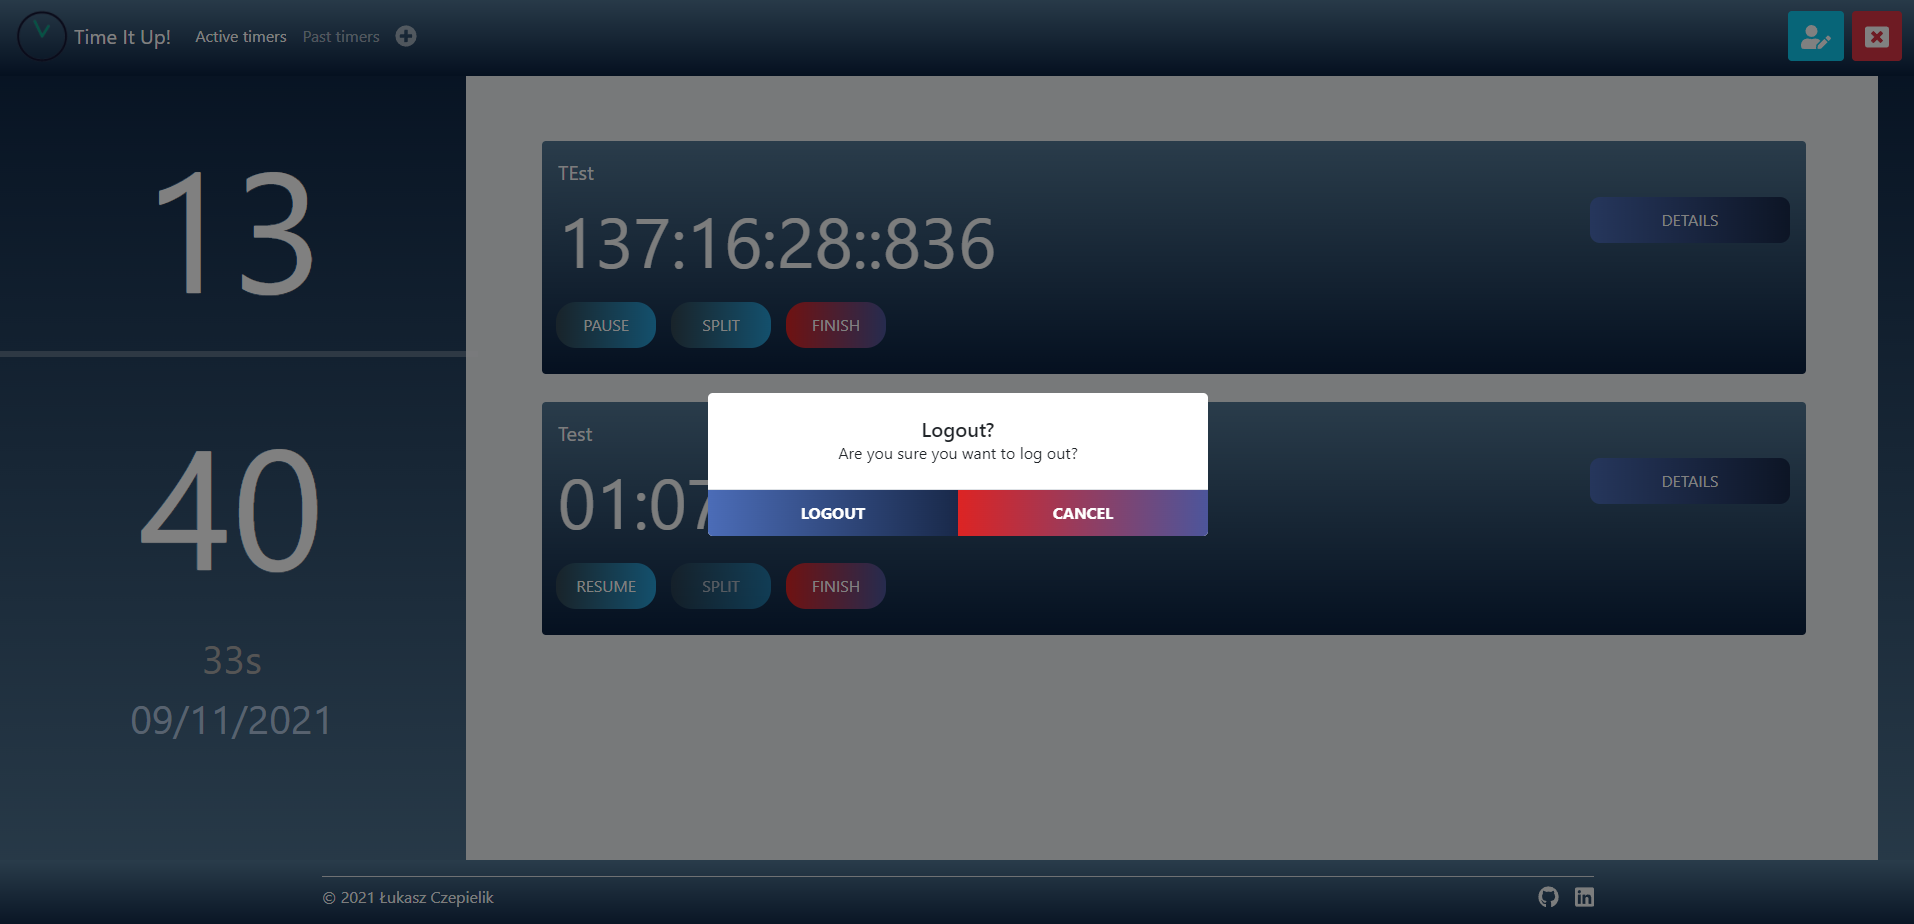 Time It Up! Active timers Past timers
13
40
33s
09/11/2021
TEst
137:16:28::836
DETAILS
PAUSE SPLIT FINISH
Test
01:07
DETAILS
RESUME SPLIT FINISH
Logout?
Are you sure you want to log out?
LOGOUT CANCEL
© 2021 Łukasz Czepielik